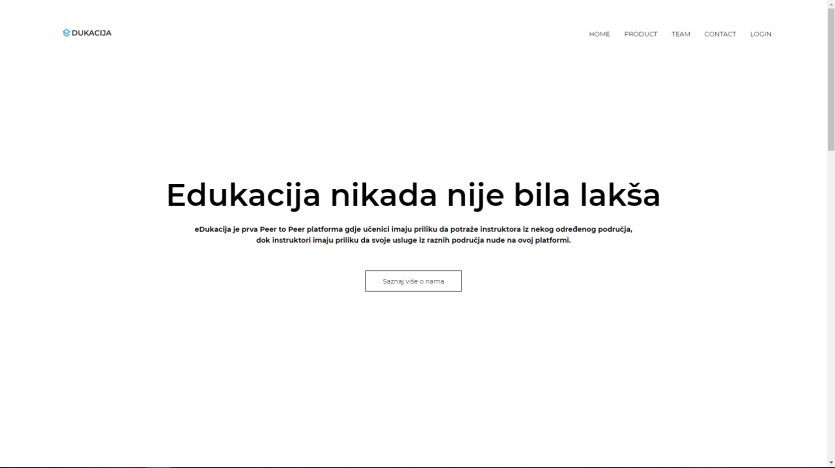 DUKACIJA
HOME PRODUCT TEAM CONTACT LOGIN
Edukacija nikada nije bila lakša
eDukacija je prva Peer to Peer platforma gdje učenici imaju priliku da potraže instruktora iz nekog određenog područja,
dok instruktori imaju priliku da svoje usluge iz raznih područja nude na ovoj platformi.
Saznaj više o nama